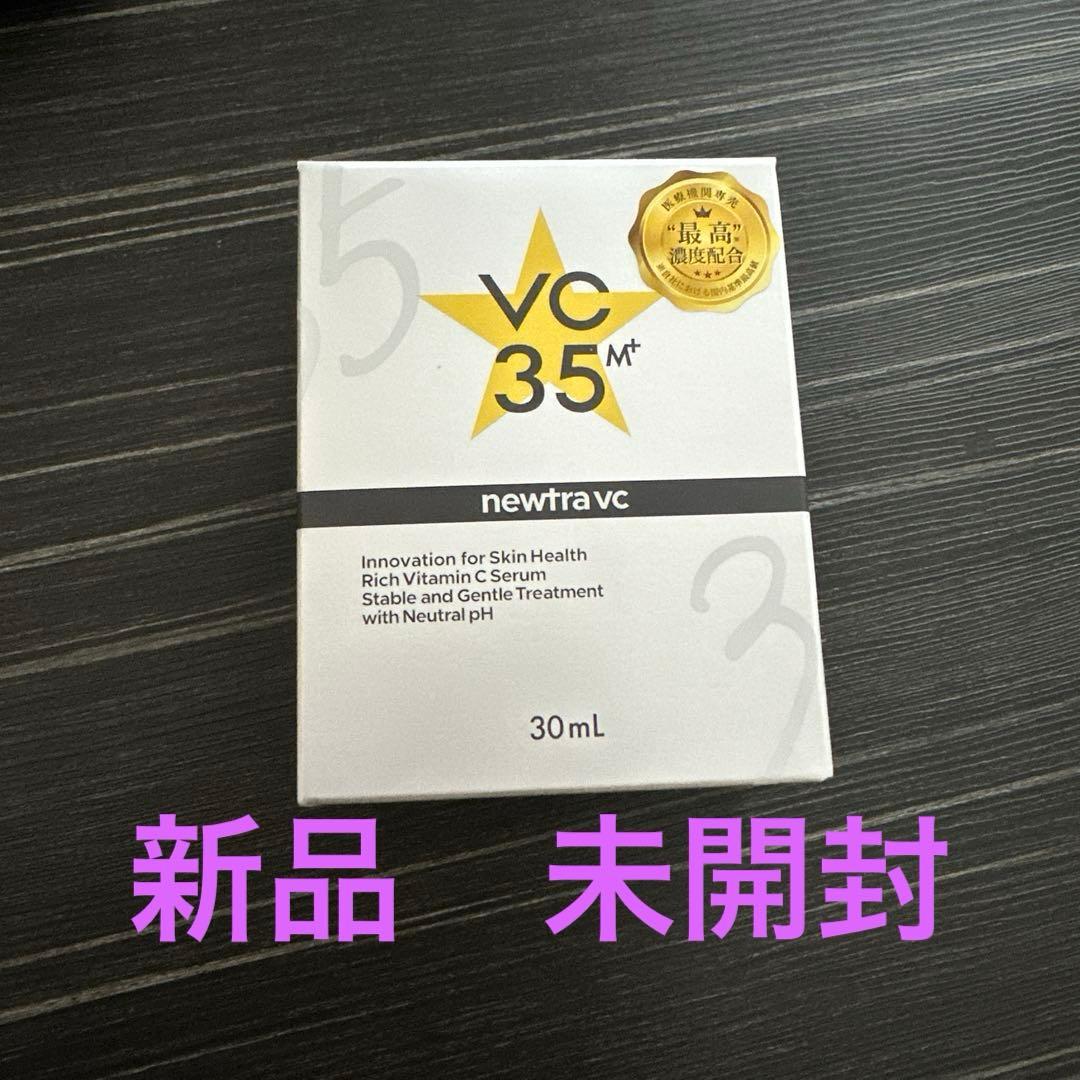 医療機関専売
“最高”
濃度配合
VC
35M+
newtra vc
Innovation for Skin Health
Rich Vitamin C Serum
Stable and Gentle Treatment
with Neutral pH
30mL
新品 未開封